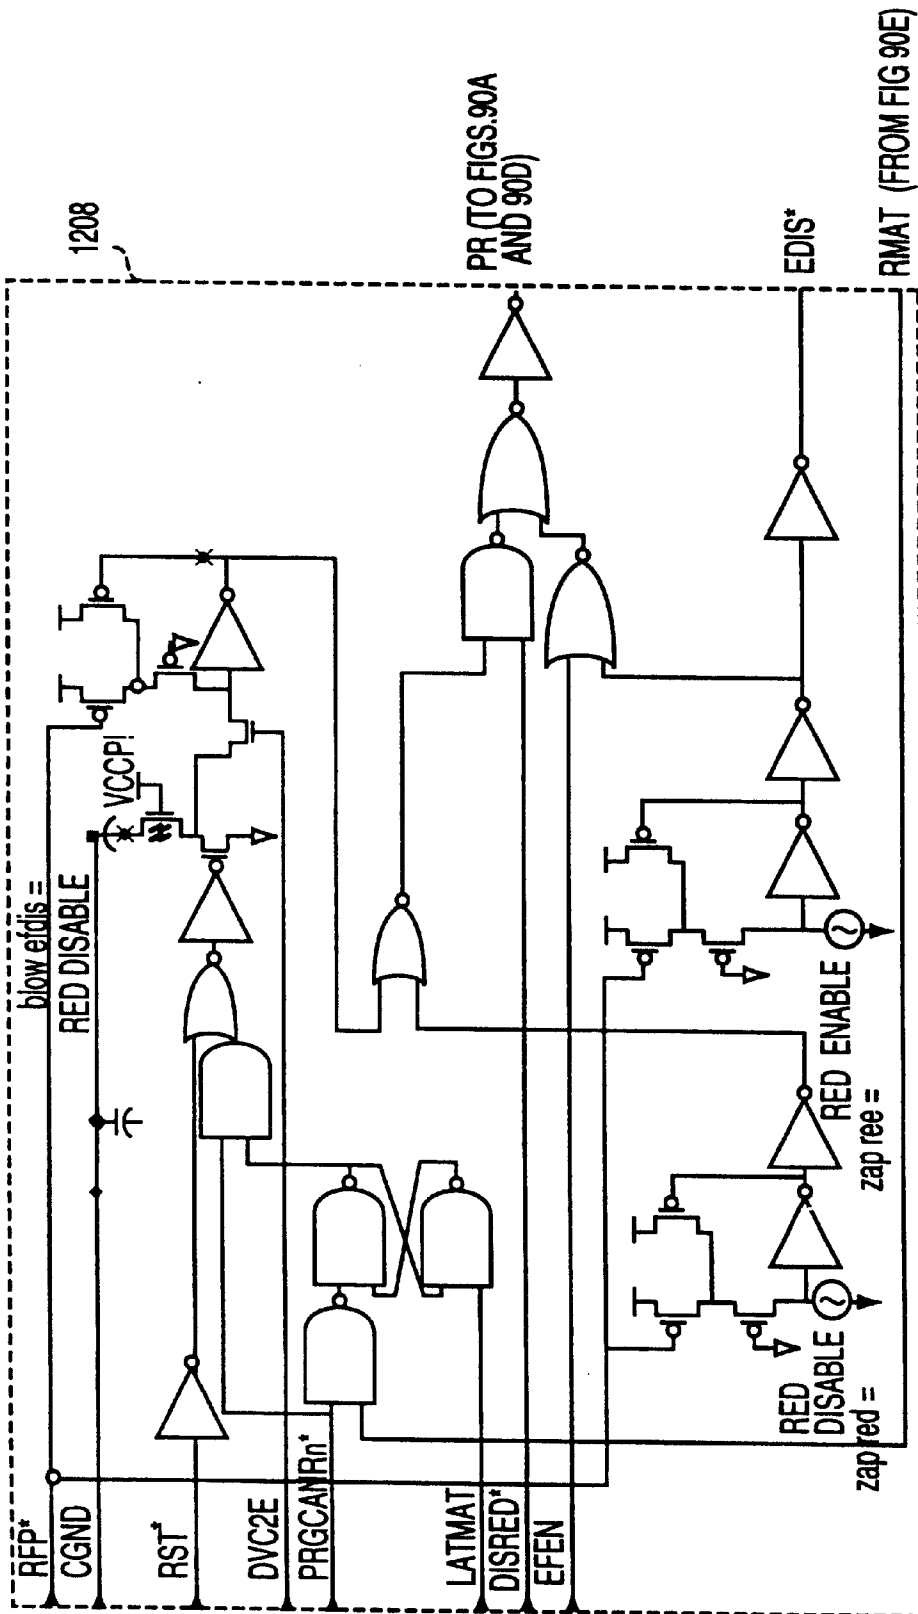 RFP*
CGND
RST*
DVC2E
PRGCANRn*
LATMAT
DISRED*
EFEN
blow efdis =
RED DISABLE
VCCP!
1208
PR (TO FIGS.90A
AND 90D)
EDIS*
RMAT (FROM FIG 90E)
RED
DISABLE
zap red =
RED ENABLE
zap ree =